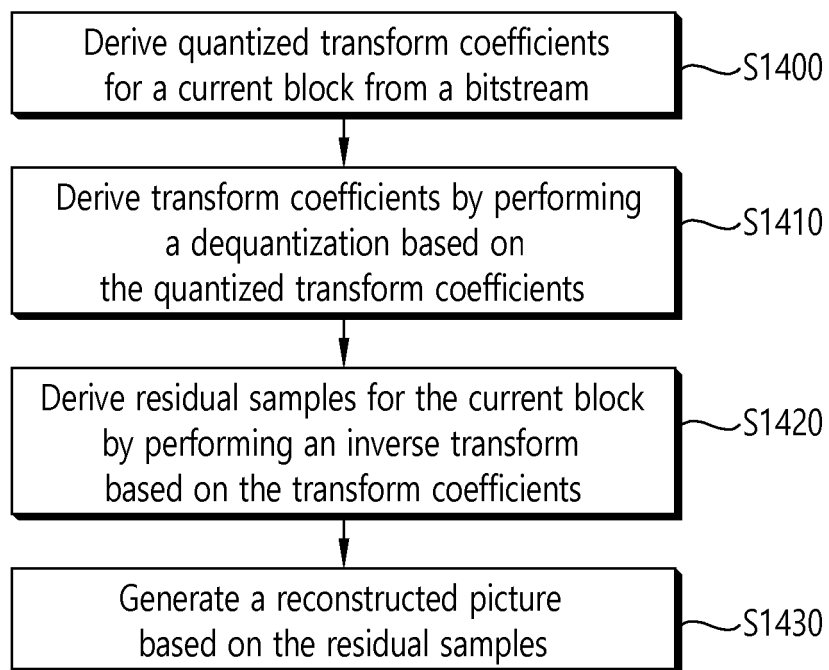 Derive quantized transform coefficients
for a current block from a bitstream
S1400
Derive transform coefficients by performing
a dequantization based on
the quantized transform coefficients
S1410
Derive residual samples for the current block
by performing an inverse transform
based on the transform coefficients
S1420
Generate a reconstructed picture
based on the residual samples
S1430